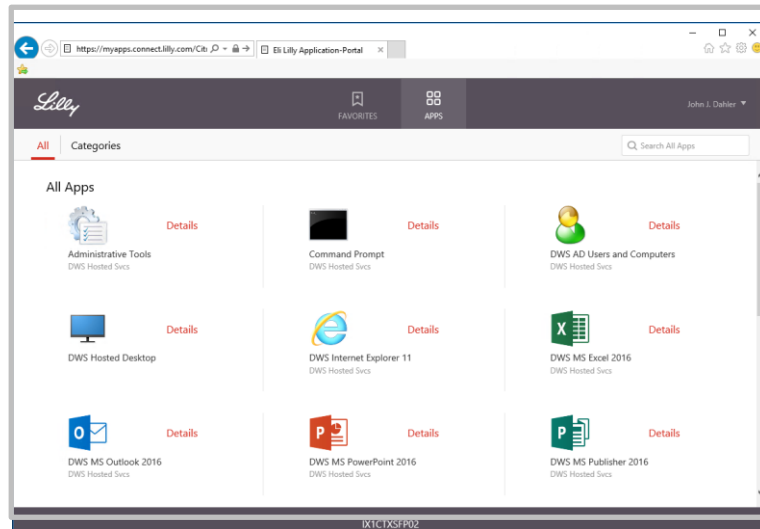 https://myapps.connect.lilly.com/Cit
Eli Lilly Application-Portal
Lilly
FAVORITES
APPS
John J. Dahler
All
Categories
Search All Apps
All Apps
Details
Administrative Tools
DWS Hosted Svcs
Details
Command Prompt
DWS Hosted Svcs
Details
DWS AD Users and Computers
DWS Hosted Svcs
Details
DWS Hosted Desktop
Details
DWS Internet Explorer 11
DWS Hosted Svcs
Details
DWS MS Excel 2016
DWS Hosted Svcs
Details
DWS MS Outlook 2016
DWS Hosted Svcs
Details
DWS MS PowerPoint 2016
DWS Hosted Svcs
Details
DWS MS Publisher 2016
DWS Hosted Svcs
IX1CTXSFP02